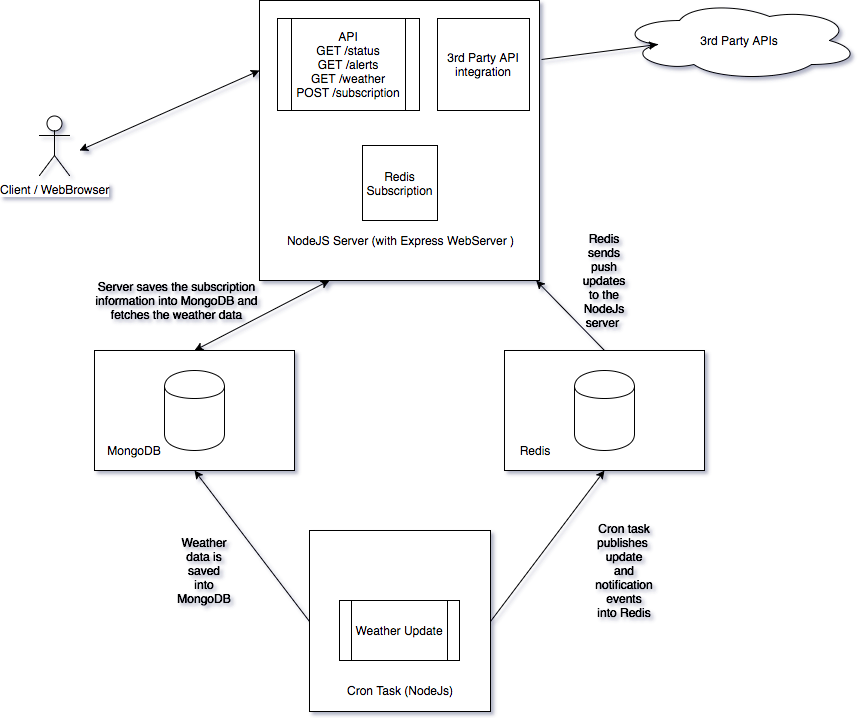 API
GET /status
GET /alerts
GET /weather
POST /subscription
3rd Party API
integration
3rd Party APIs
Client / WebBrowser
Redis
Subscription
NodeJS Server (with Express WebServer )
Server saves the subscription
information into MongoDB and
fetches the weather data
Redis
sends
push
updates
to the
NodeJs
server
MongoDB
Redis
Weather
data is
saved
into
MongoDB
Cron task
publishes
update
and
notification
events
into Redis
Weather Update
Cron Task (NodeJs)